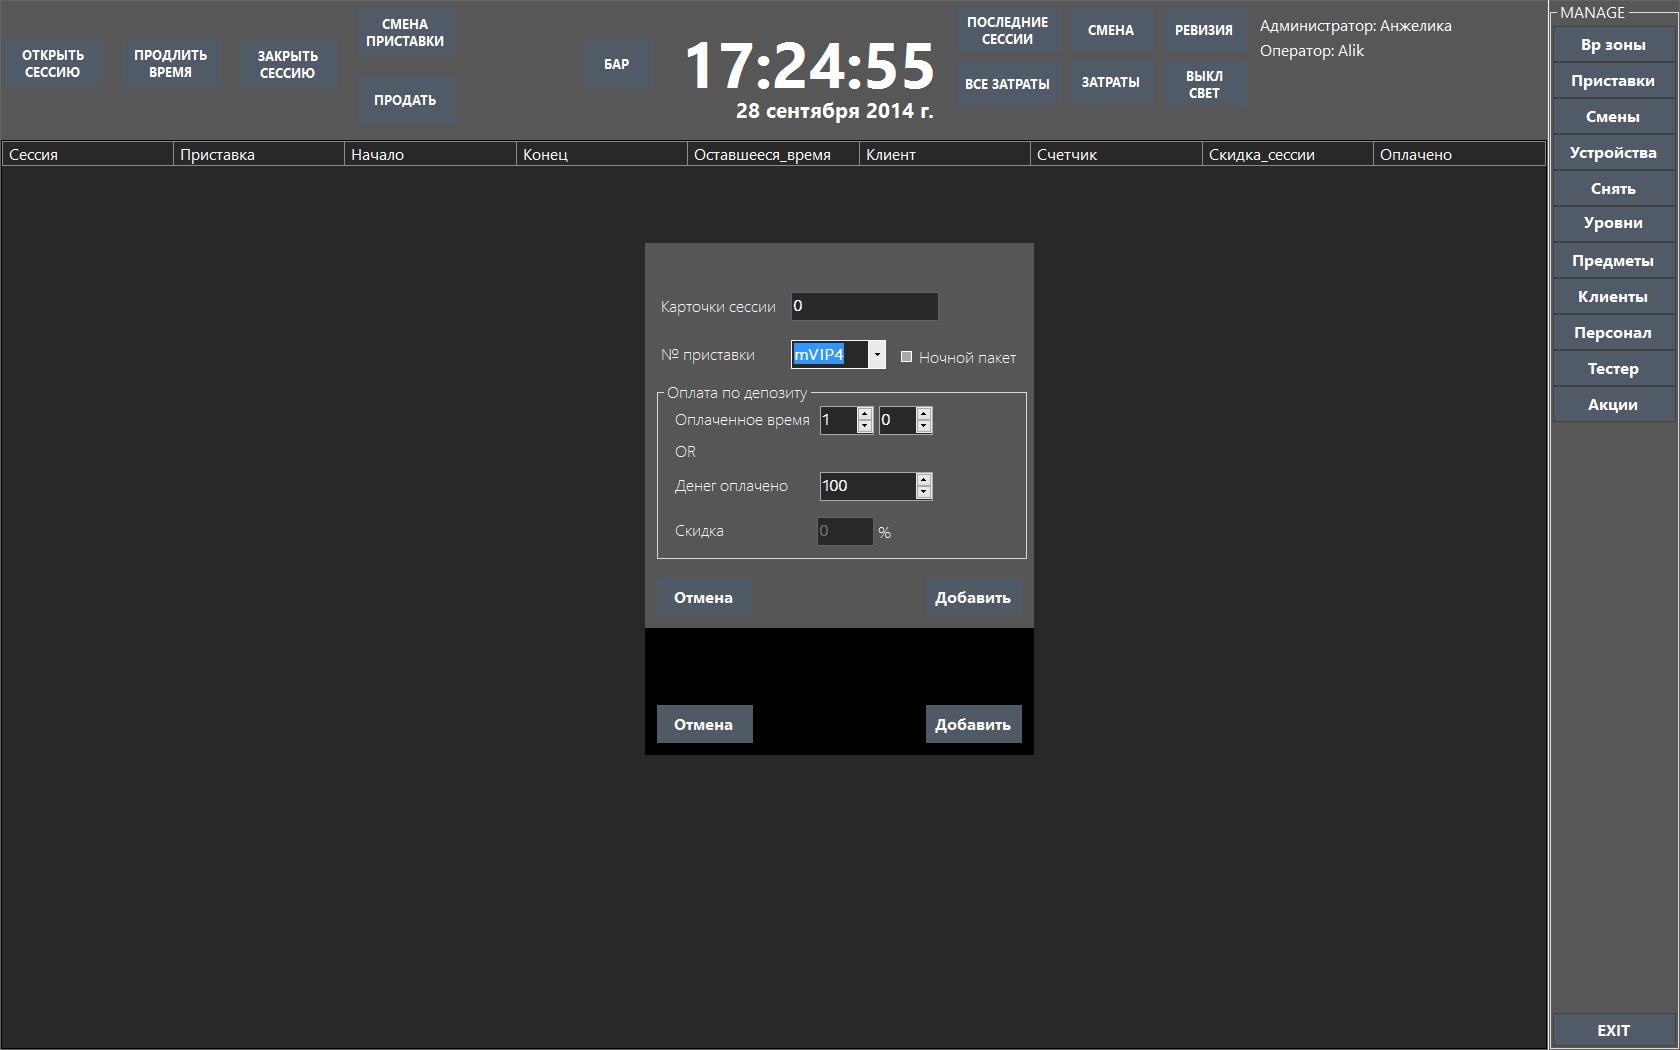 ОТКРЫТЬ
СЕССИЮ
ПРОДЛИТЬ
ВРЕМЯ
ЗАКРЫТЬ
СЕССИЮ
СМЕНА
ПРИСТАВКИ
ПРОДАТЬ
БАР
17:24:55
28 сентября 2014 г.
ПОСЛЕДНИЕ
СЕССИИ
СМЕНА
РЕВИЗИЯ
ВСЕ ЗАТРАТЫ
ЗАТРАТЫ
ВЫКЛ
СВЕТ
Администратор: Анжелика
Оператор: Alik
Сессия
Приставка
Начало
Конец
Оставшееся_время
Клиент
Счетчик
Скидка_сессии
Оплачено
Карточки сессии 0
№ приставки mVIP4 Ночной пакет
Оплата по депозиту
Оплаченное время 1 0
OR
Денег оплачено 100
Скидка 0 %
Отмена Добавить
Отмена Добавить
MANAGE
Вр зоны
Приставки
Смены
Устройства
Снять
Уровни
Предметы
Клиенты
Персонал
Тестер
Акции
EXIT